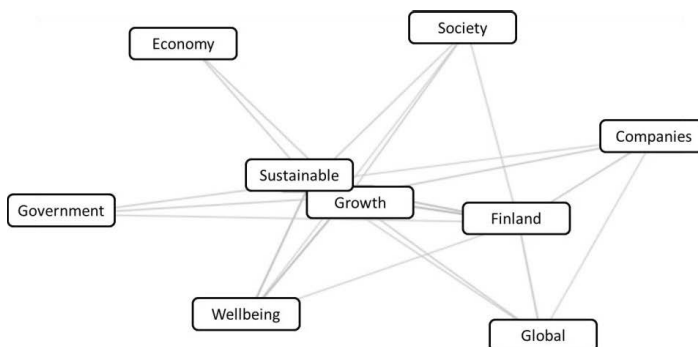 Society
Economy
Companies
Sustainable
Growth
Government
Finland
Wellbeing
Global